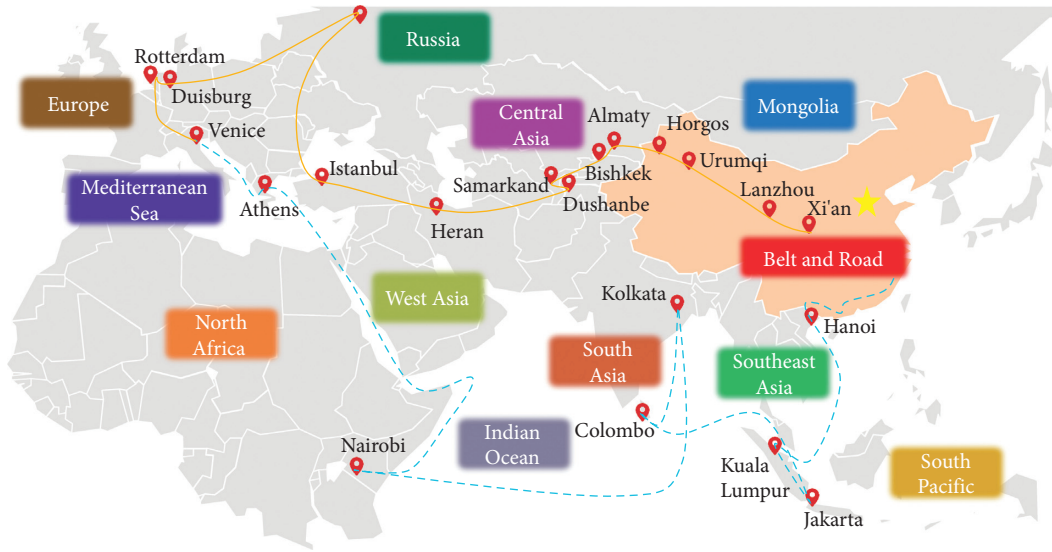 Russia
Rotterdam
Duisburg
Europe
Central
Asia
Almaty
Horgos
Mongolia
Venice
Istanbul
Bishkek
Urumqi
Mediterranean
Sea
Athens
Samarkand
Dushanbe
Lanzhou
Xi'an
Heran
Belt and Road
West Asia
Kolkata
Hanoi
North
Africa
South
Asia
Southeast
Asia
Colombo
Nairobi
Indian
Ocean
Kuala
Lumpur
South
Pacific
Jakarta